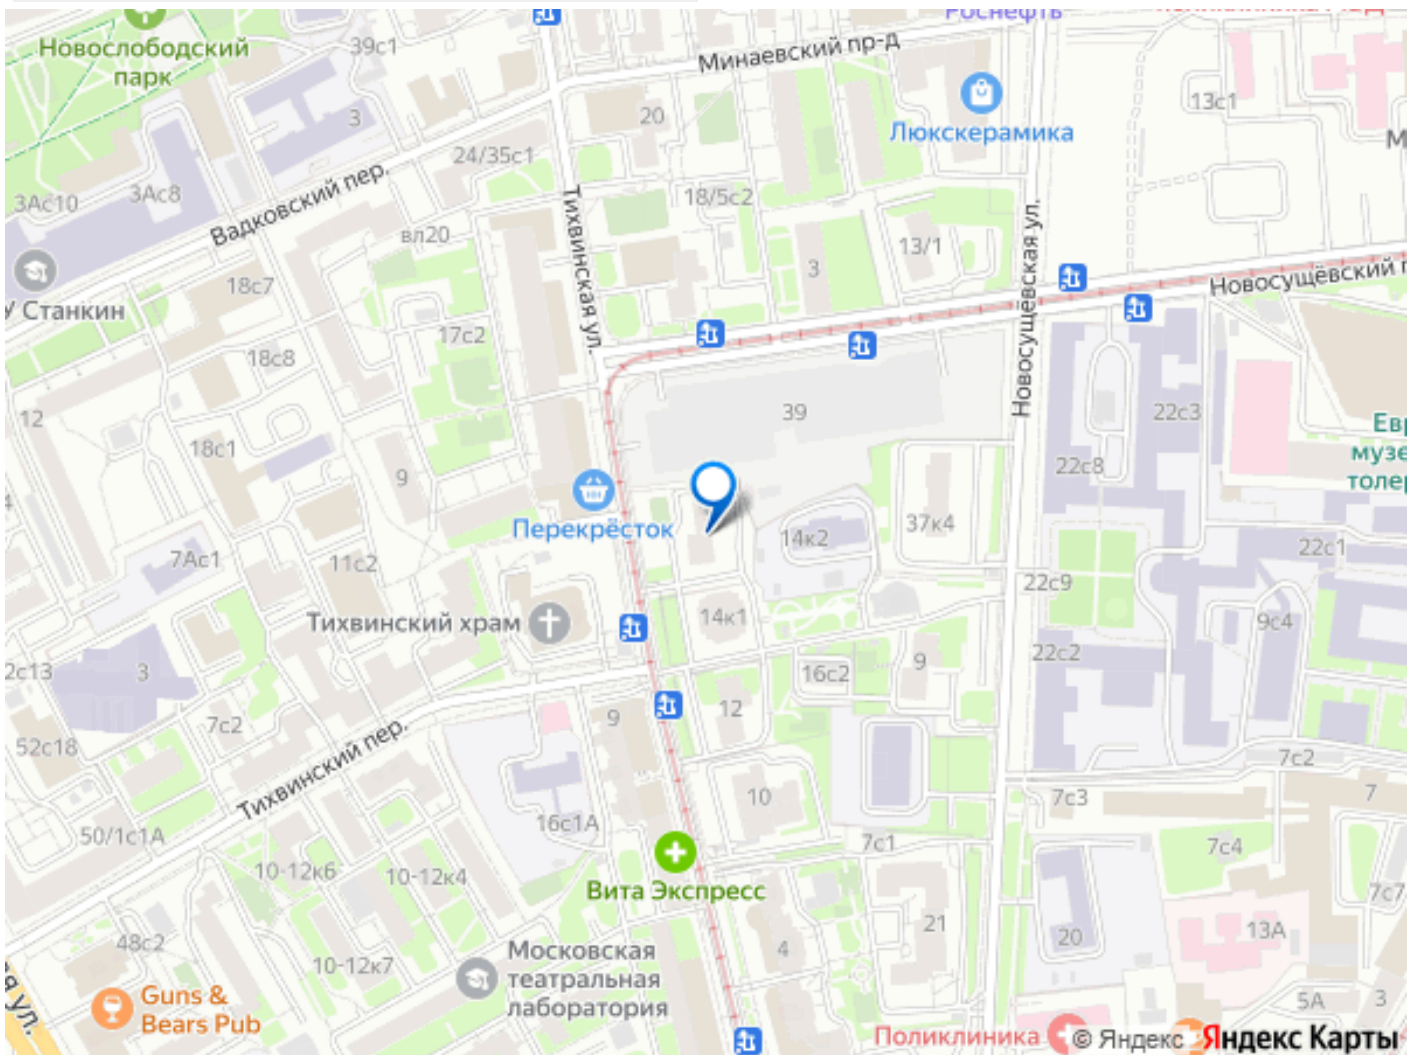 Роснефть
Новослободский
парк
39с1
Минаевский пр-д
13с1
3
20
Люкскерамика
24/35с1
3Ас10
3Ас8
Вадковский пер.
Тихвинская ул.
18/5с2
Новосущёвская ул.
вл20
13/1
3
18с7
Станкин
17с2
18с8
12
39
22с3
18с1
9
22с8
Перекрёсток
37к4
14к2
22с1
7Ас1
11с2
22с9
Тихвинский храм
14к1
9с4
22с2
3
16с2
9
7с2
9
12
52с18
Тихвинский пер.
7с2
10
7с3
7
16с1А
50/1с1А
7с1
7с4
10-12к6
10-12к4
Вита Экспресс
7с7
48с2
21
13А
20
4
Московская
театральная
лаборатория
10-12к7
Guns &
Bears Pub
5А
3
ул.
Поликлиника
© Яндекс
Яндекс Карты